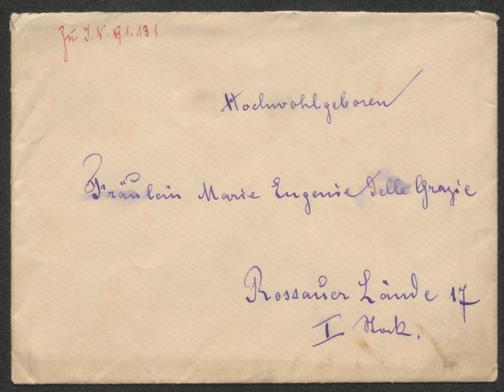 Zu I.N. 91.131
Hochwohlgeboren
Fräulein Marie Eugenie delle Grazie
Rossauer Lände 17
I Stock.